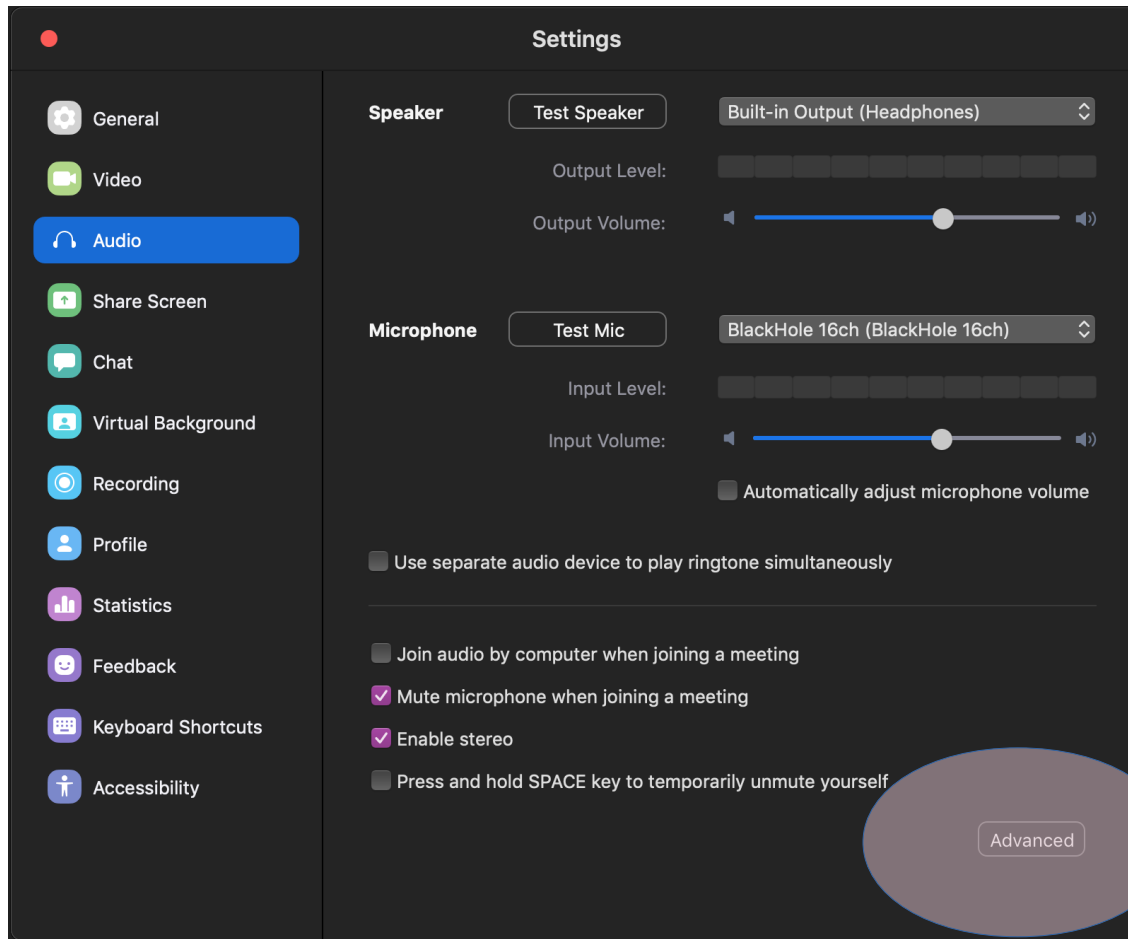 Settings
General
Video
Audio
Share Screen
Chat
Virtual Background
Recording
Profile
Statistics
Feedback
Keyboard Shortcuts
Accessibility
Speaker Test Speaker Built-in Output (Headphones)
Output Level:
Output Volume:
Microphone Test Mic BlackHole 16ch (BlackHole 16ch)
Input Level:
Input Volume:
Automatically adjust microphone volume
Use separate audio device to play ringtone simultaneously
Join audio by computer when joining a meeting
Mute microphone when joining a meeting
Enable stereo
Press and hold SPACE key to temporarily unmute yourself
Advanced